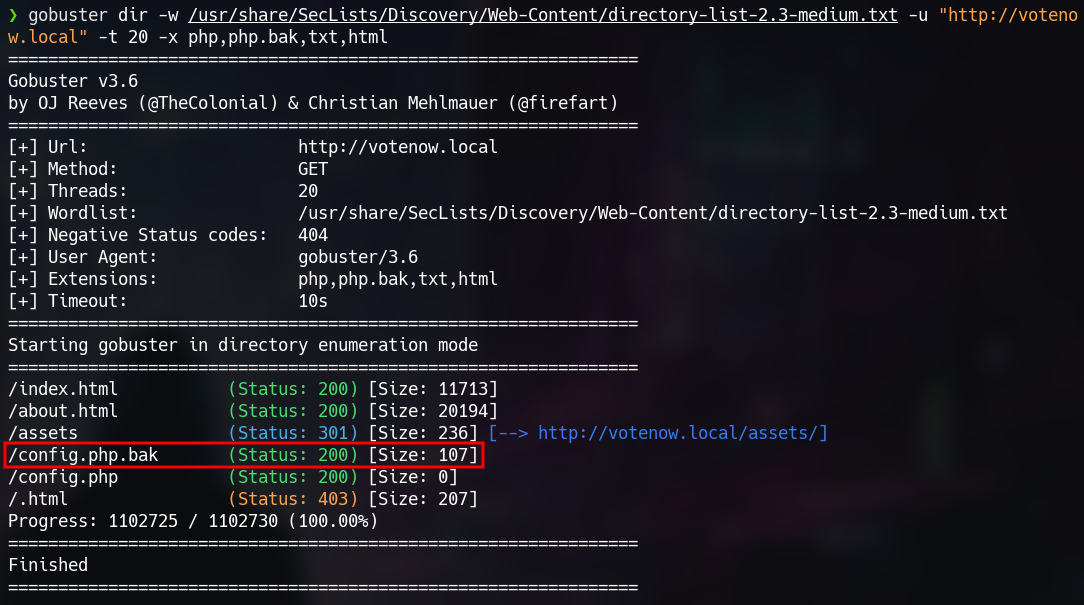 ❯ gobuster dir -w /usr/share/SecLists/Discovery/Web-Content/directory-list-2.3-medium.txt -u "http://voteno
w.local" -t 20 -x php,php.bak,txt,html
===============================================================
Gobuster v3.6
by OJ Reeves (@TheColonial) & Christian Mehlmauer (@firefart)
===============================================================
[+] Url:                     http://votenow.local
[+] Method:                  GET
[+] Threads:                 20
[+] Wordlist:                /usr/share/SecLists/Discovery/Web-Content/directory-list-2.3-medium.txt
[+] Negative Status codes:   404
[+] User Agent:              gobuster/3.6
[+] Extensions:              php,php.bak,txt,html
[+] Timeout:                 10s
===============================================================
Starting gobuster in directory enumeration mode
===============================================================
/index.html           (Status: 200) [Size: 11713]
/about.html           (Status: 200) [Size: 20194]
/assets               (Status: 301) [Size: 236] [--> http://votenow.local/assets/]
/config.php.bak       (Status: 200) [Size: 107]
/config.php           (Status: 200) [Size: 0]
/.html                (Status: 403) [Size: 207]
Progress: 1102725 / 1102730 (100.00%)
===============================================================
Finished
===============================================================